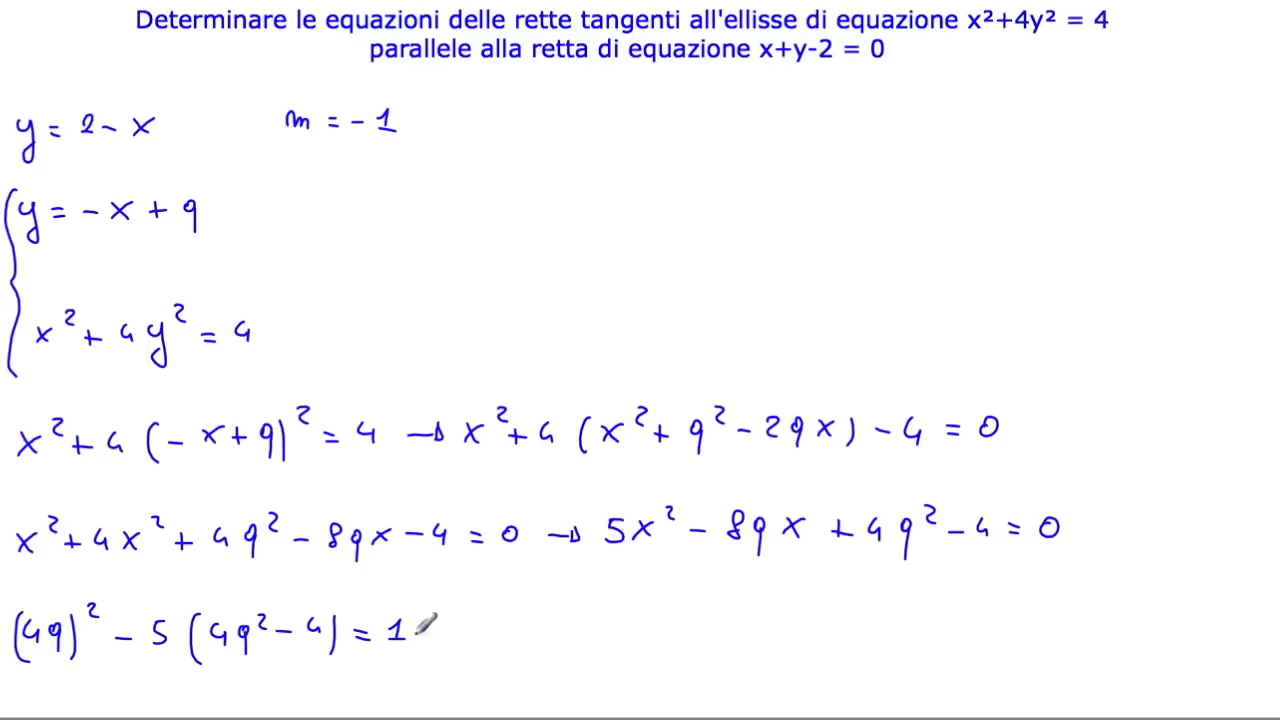 Determinare le equazioni delle rette tangenti all'ellisse di equazione x²+4y² = 4
parallele alla retta di equazione x+y-2 = 0
y = 2 - x m = - 1
y = - x + q
x² + 4y² = 4
x² + 4 (- x + q)² = 4 → x² + 4 (x² + q² - 2qx) - 4 = 0
x² + 4x² + 4q² - 8qx - 4 = 0 → 5x² - 8qx + 4q² - 4 = 0
(4q)² - 5 (4q² - 4) = 1